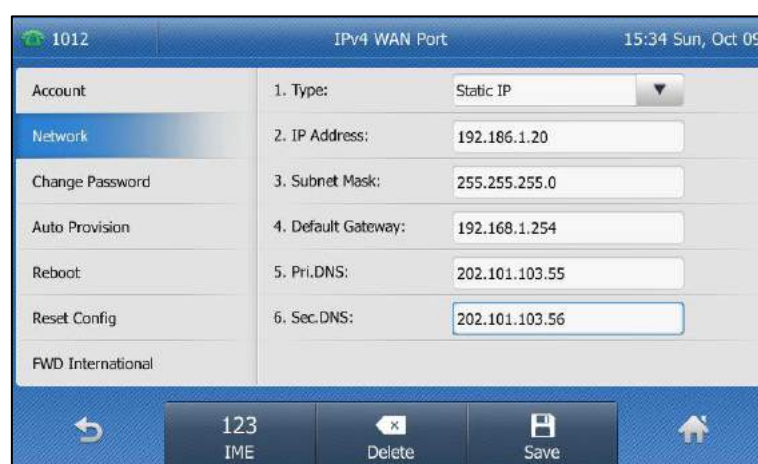 1012 IPv4 WAN Port 15:34 Sun, Oct 09
Account 1. Type: Static IP
Network 2. IP Address: 192.186.1.20
Change Password 3. Subnet Mask: 255.255.255.0
Auto Provision 4. Default Gateway: 192.168.1.254
Reboot 5. Pri.DNS: 202.101.103.55
Reset Config 6. Sec.DNS: 202.101.103.56
FWD International
123 IME Delete Save